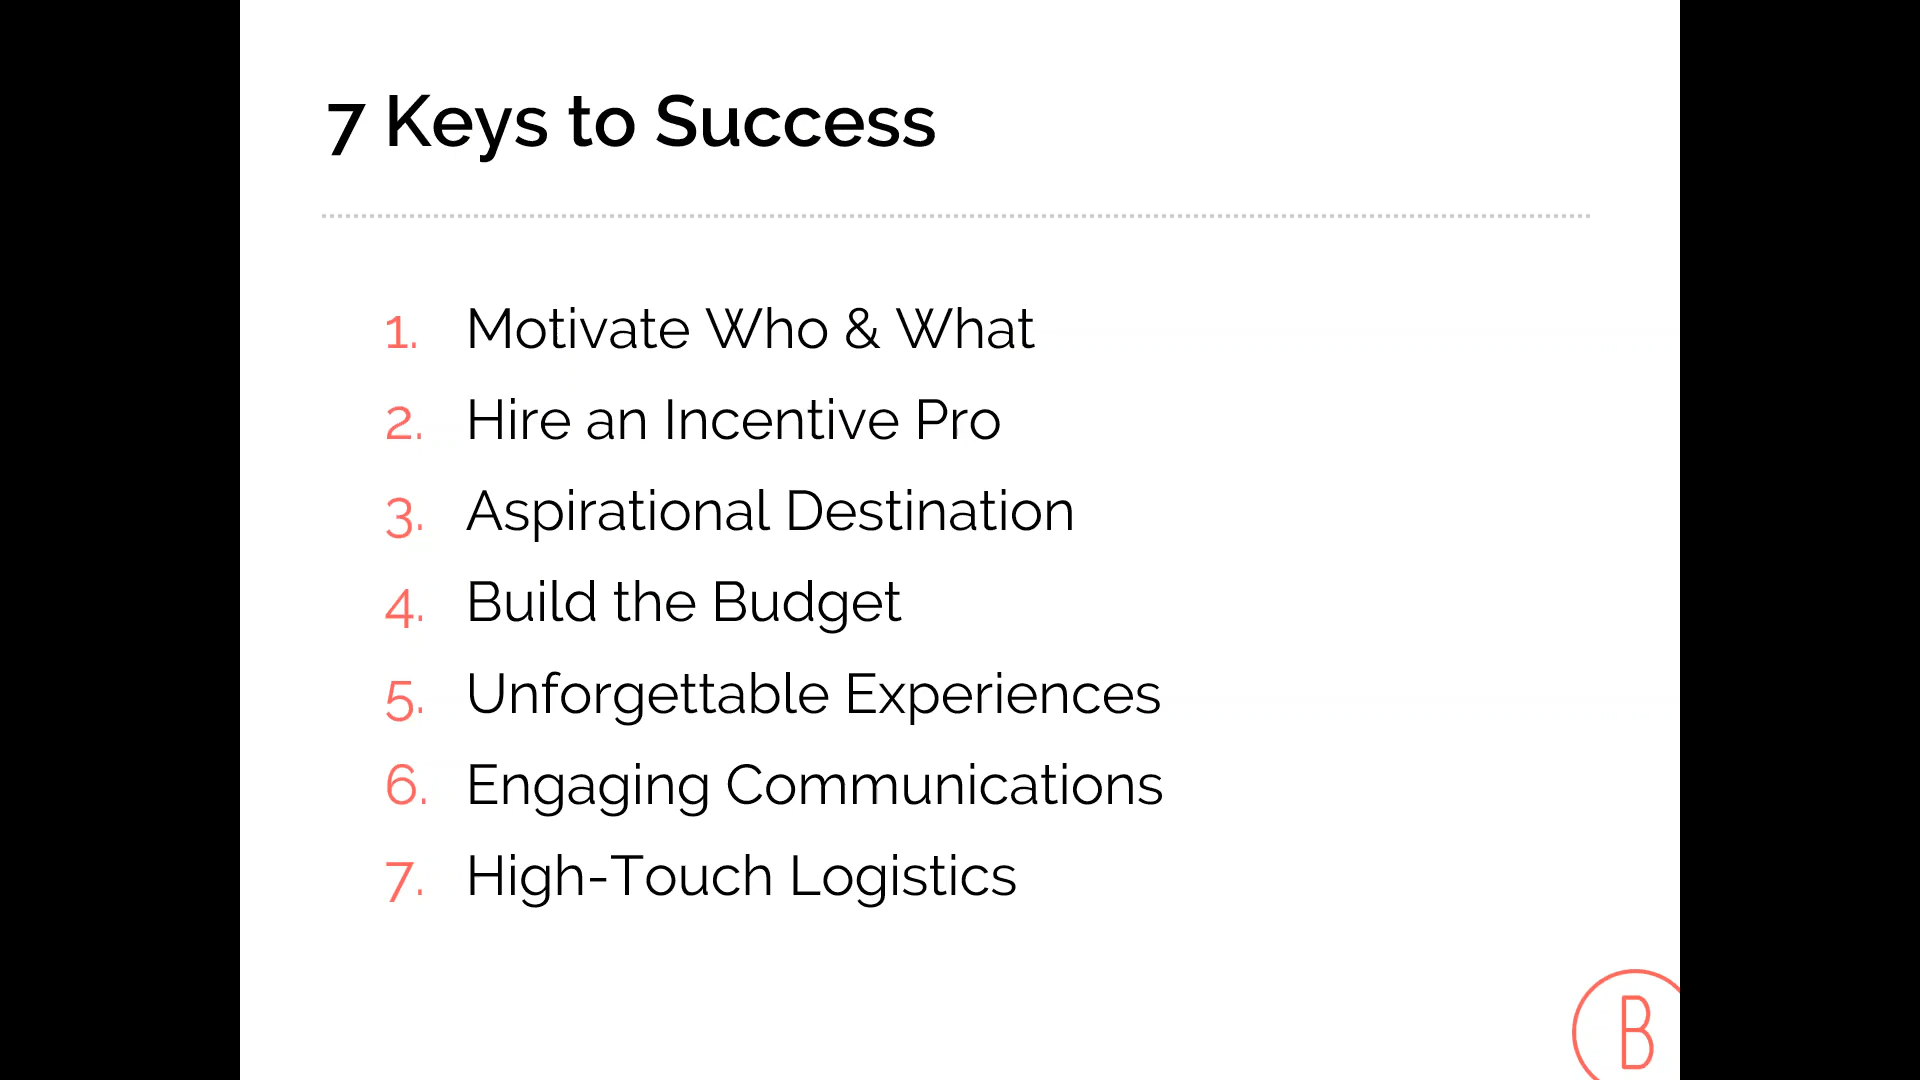 7 Keys to Success
1. Motivate Who & What
2. Hire an Incentive Pro
3. Aspirational Destination
4. Build the Budget
5. Unforgettable Experiences
6. Engaging Communications
7. High-Touch Logistics
B